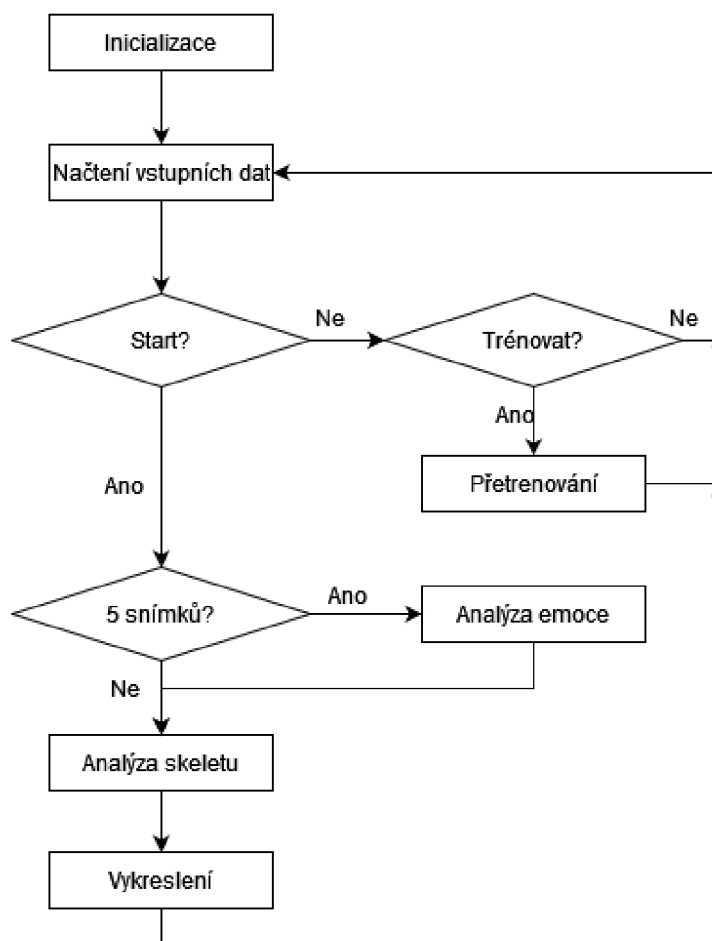 Inicializace
Načtení vstupních dat
Start?
Ne
Trénovat?
Ne
Ano
Přetrenování
Ano
5 snímků?
Ano
Analýza emoce
Ne
Analýza skeletu
Vykreslení